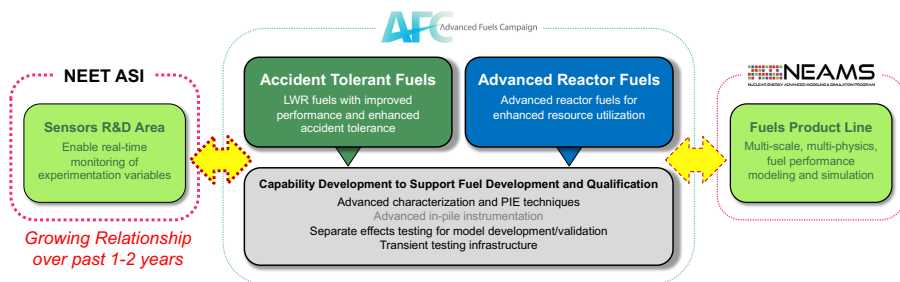 AFC Advanced Fuels Campaign
NEET ASI
Sensors R&D Area
Enable real-time
monitoring of
experimentation variables
Growing Relationship
over past 1-2 years
Accident Tolerant Fuels
LWR fuels with improved
performance and enhanced
accident tolerance
Advanced Reactor Fuels
Advanced reactor fuels for
enhanced resource utilization
Capability Development to Support Fuel Development and Qualification
Advanced characterization and PIE techniques
Advanced in-pile instrumentation
Separate effects testing for model development/validation
Transient testing infrastructure
NEAMS
NUCLEAR ENERGY ADVANCED MODELING & SIMULATION PROGRAM
Fuels Product Line
Multi-scale, multi-physics,
fuel performance
modeling and simulation